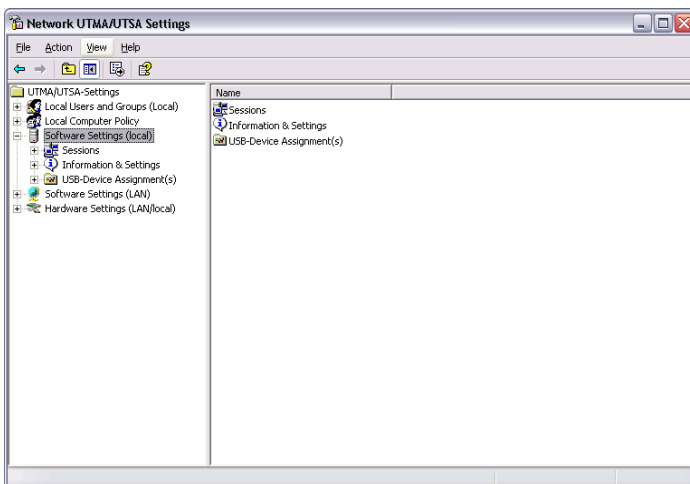 Network UTMA/UTSA Settings
File Action View Help
UTMA/UTSA-Settings
Local Users and Groups (Local)
Local Computer Policy
Software Settings (local)
Sessions
Information & Settings
USB-Device Assignment(s)
Software Settings (LAN)
Hardware Settings (LAN/local)
Name
Sessions
Information & Settings
USB-Device Assignment(s)